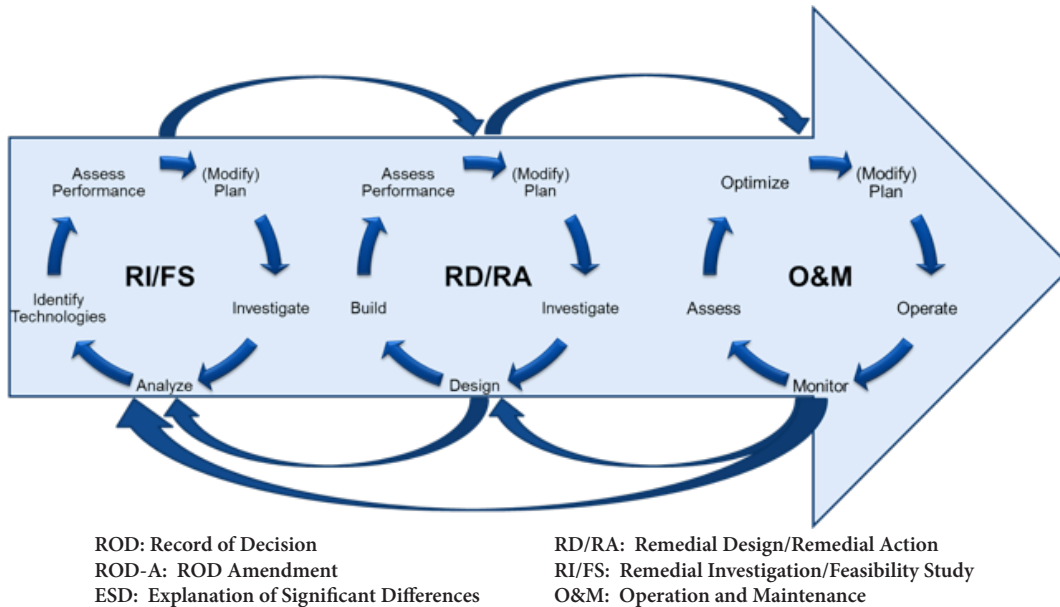 Assess
Performance
(Modify)
Plan
RI/FS
Identify
Technologies
Investigate
Analyze
Assess
Performance
(Modify)
Plan
RD/RA
Build
Investigate
Design
Optimize
(Modify)
Plan
O&M
Assess
Operate
Monitor
ROD: Record of Decision
ROD-A: ROD Amendment
ESD: Explanation of Significant Differences
RD/RA: Remedial Design/Remedial Action
RI/FS: Remedial Investigation/Feasibility Study
O&M: Operation and Maintenance